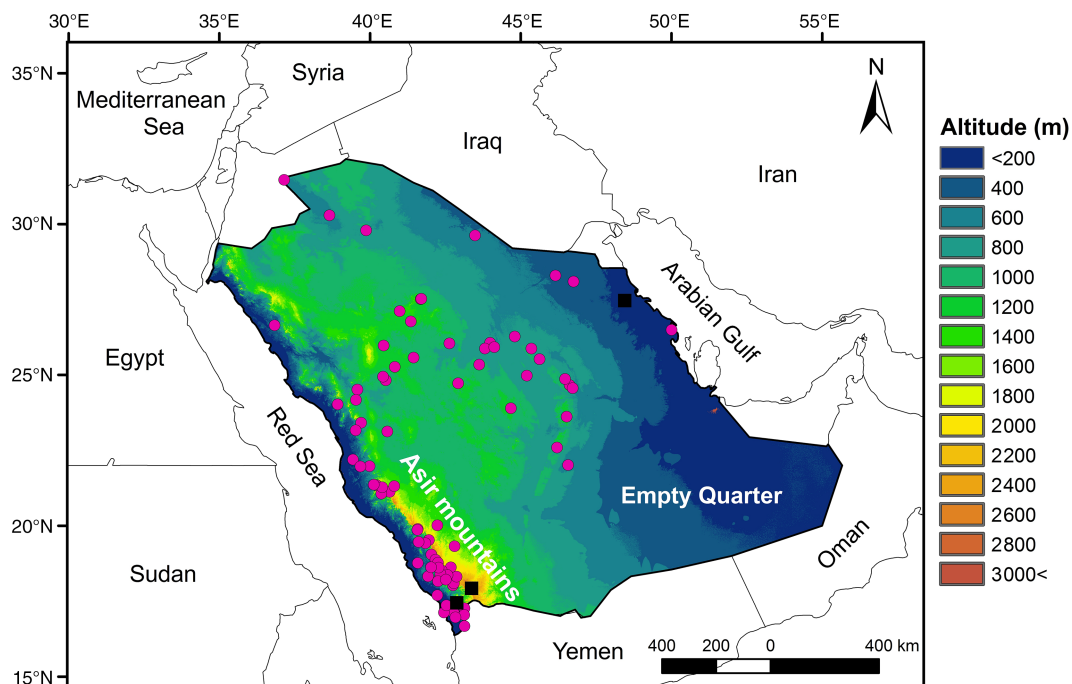 30°E 35°E 40°E 45°E 50°E 55°E
35°N
30°N
25°N
20°N
15°N
Mediterranean
Sea
Syria
Iraq
Iran
N
Egypt
Red Sea
Arabian Gulf
Asir mountains
Empty Quarter
Sudan
Oman
Yemen
400 200 0 400 km
Altitude (m)
<200
400
600
800
1000
1200
1400
1600
1800
2000
2200
2400
2600
2800
3000<